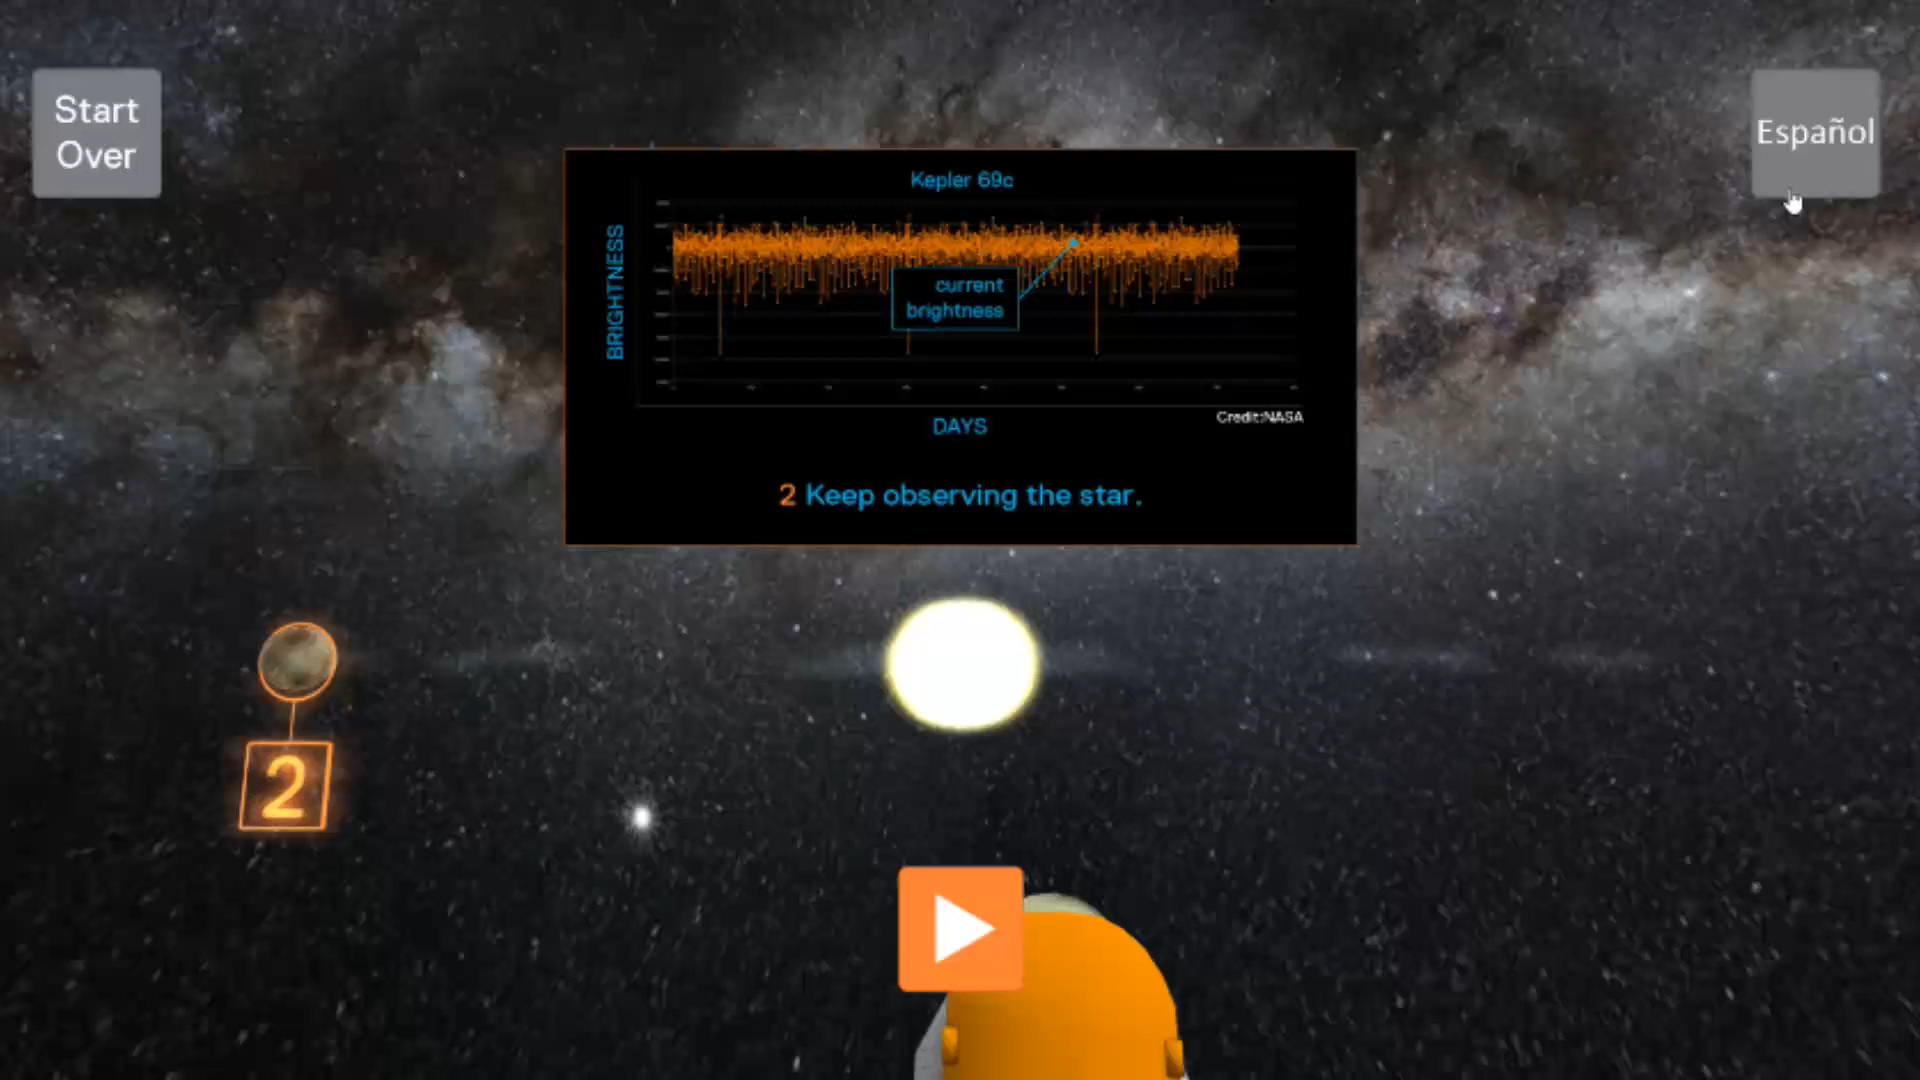 Start
Over
Español
Kepler 69c
BRIGHTNESS
current
brightness
DAYS
Credit:NASA
2 Keep observing the star.
2